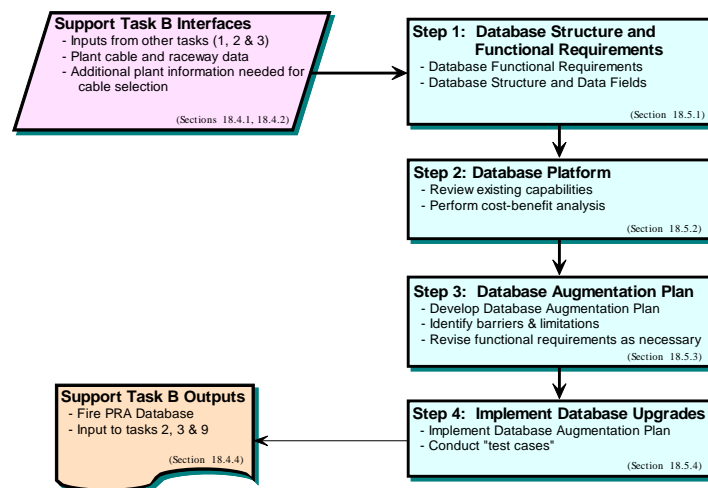 Support Task B Interfaces
- Inputs from other tasks (1, 2 & 3)
- Plant cable and raceway data
- Additional plant information needed for
cable selection
(Sections 18.4.1, 18.4.2)
Step 1: Database Structure and
Functional Requirements
- Database Functional Requirements
- Database Structure and Data Fields
(Section 18.5.1)
Step 2: Database Platform
- Review existing capabilities
- Perform cost-benefit analysis
(Section 18.5.2)
Step 3: Database Augmentation Plan
- Develop Database Augmentation Plan
- Identify barriers & limitations
- Revise functional requirements as necessary
(Section 18.5.3)
Step 4: Implement Database Upgrades
- Implement Database Augmentation Plan
- Conduct "test cases"
(Section 18.5.4)
Support Task B Outputs
- Fire PRA Database
- Input to tasks 2, 3 & 9
(Section 18.4.4)